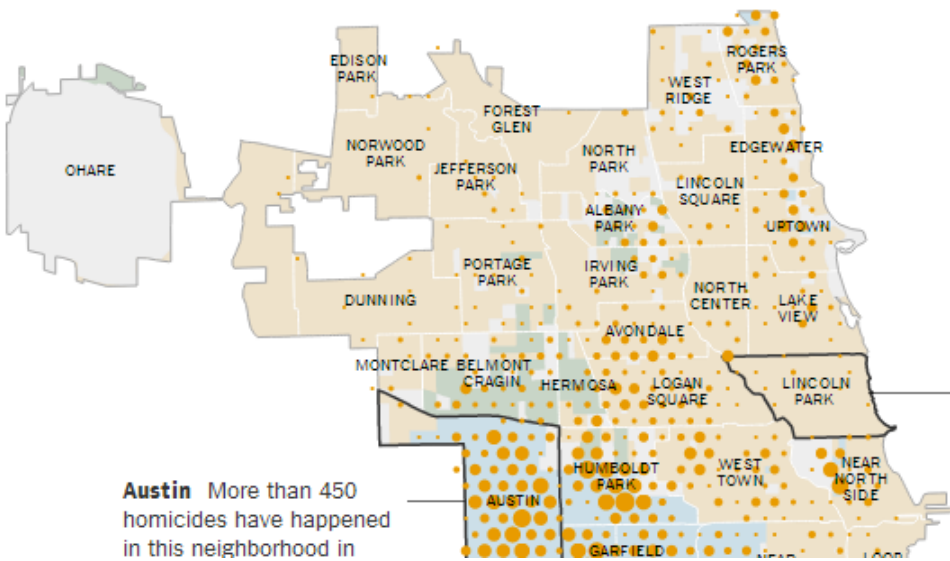 EDISON
PARK
ROGERS
PARK
WEST
RIDGE
FOREST
GLEN
OHARE
NORWOOD
PARK
JEFFERSON
PARK
NORTH
PARK
EDGEWATER
LINCOLN
SQUARE
ALBANY
PARK
UPTOWN
PORTAGE
PARK
IRVING
PARK
DUNNING
NORTH
CENTER
LAKE
VIEW
AVONDALE
MONTCLARE
BELMONT
CRAGIN
HERMOSA
LOGAN
SQUARE
LINCOLN
PARK
HUMBOLDT
PARK
WEST
TOWN
NEAR
NORTH
SIDE
AUSTIN
Austin More than 450
homicides have happened
in this neighborhood in
GARFIELD
NEAR
LOOP